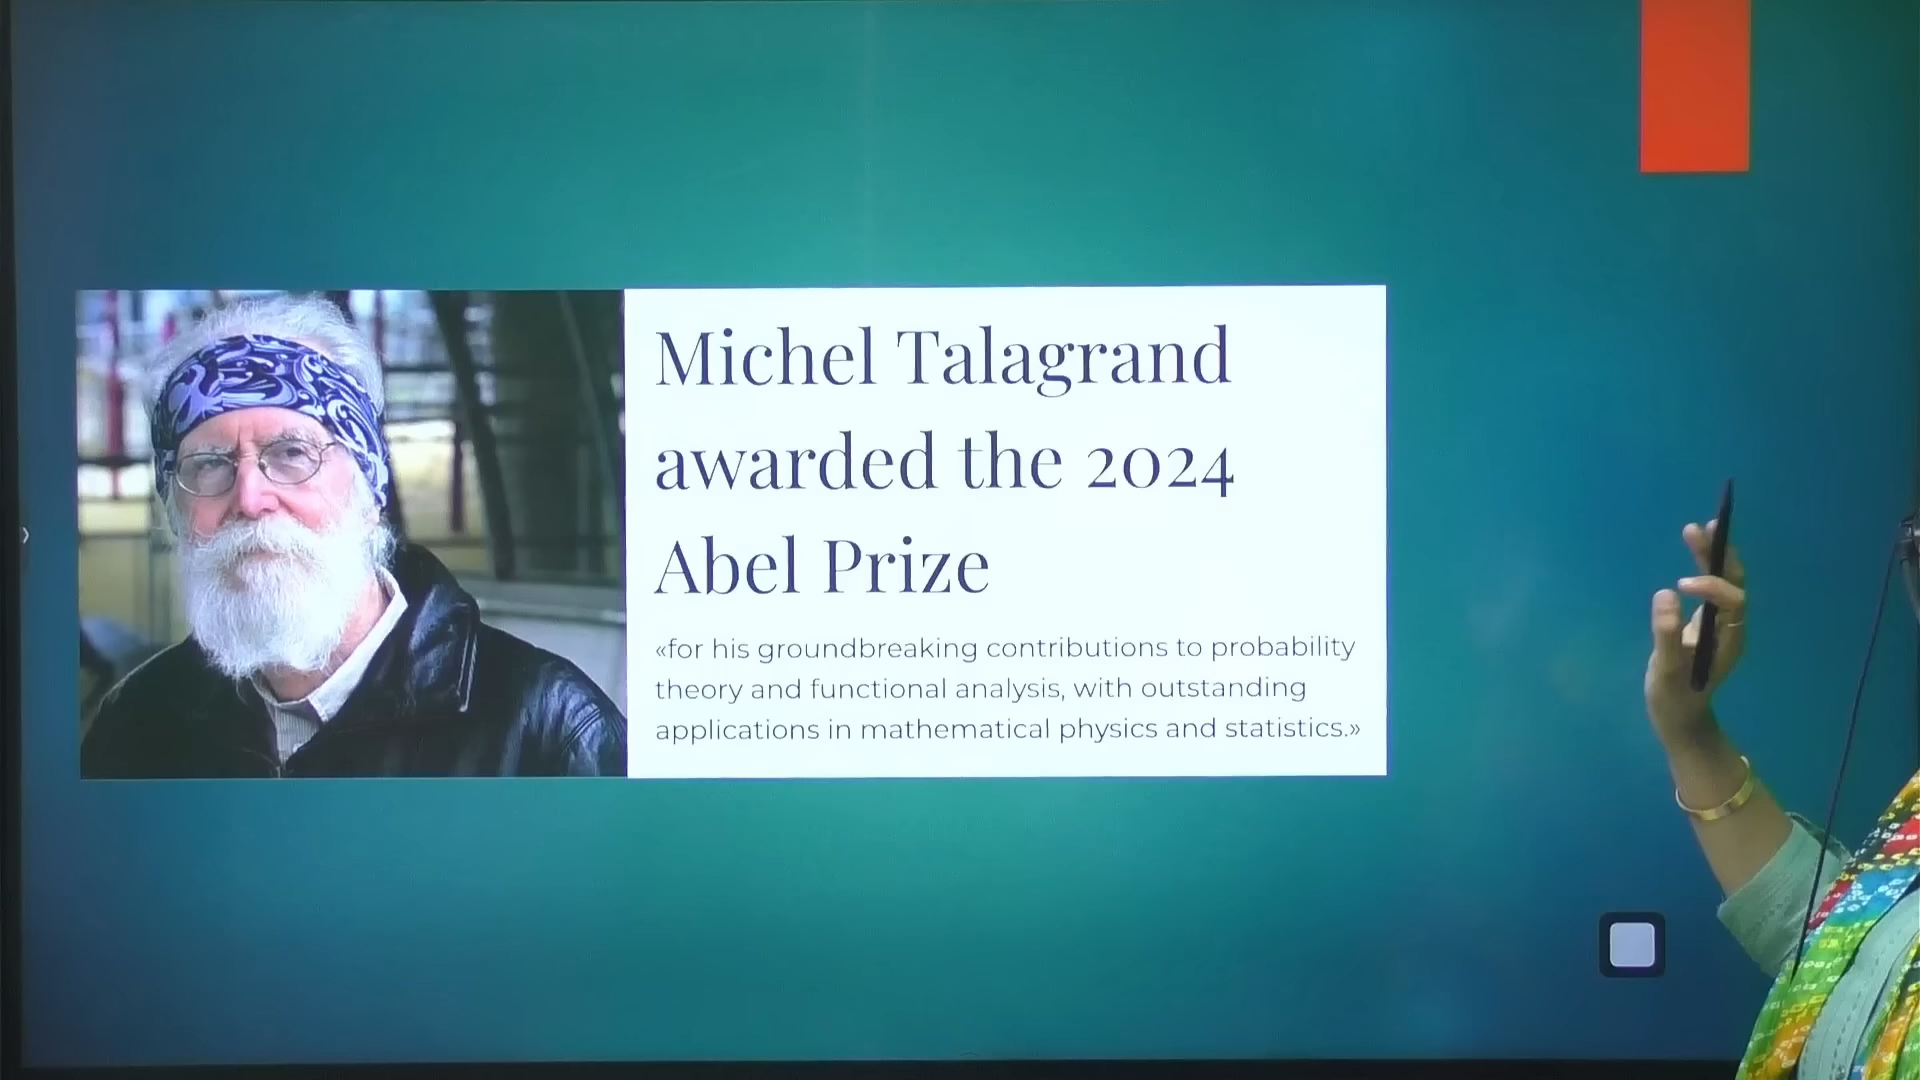 Michel Talagrand
awarded the 2024
Abel Prize
«for his groundbreaking contributions to probability
theory and functional analysis, with outstanding
applications in mathematical physics and statistics.»